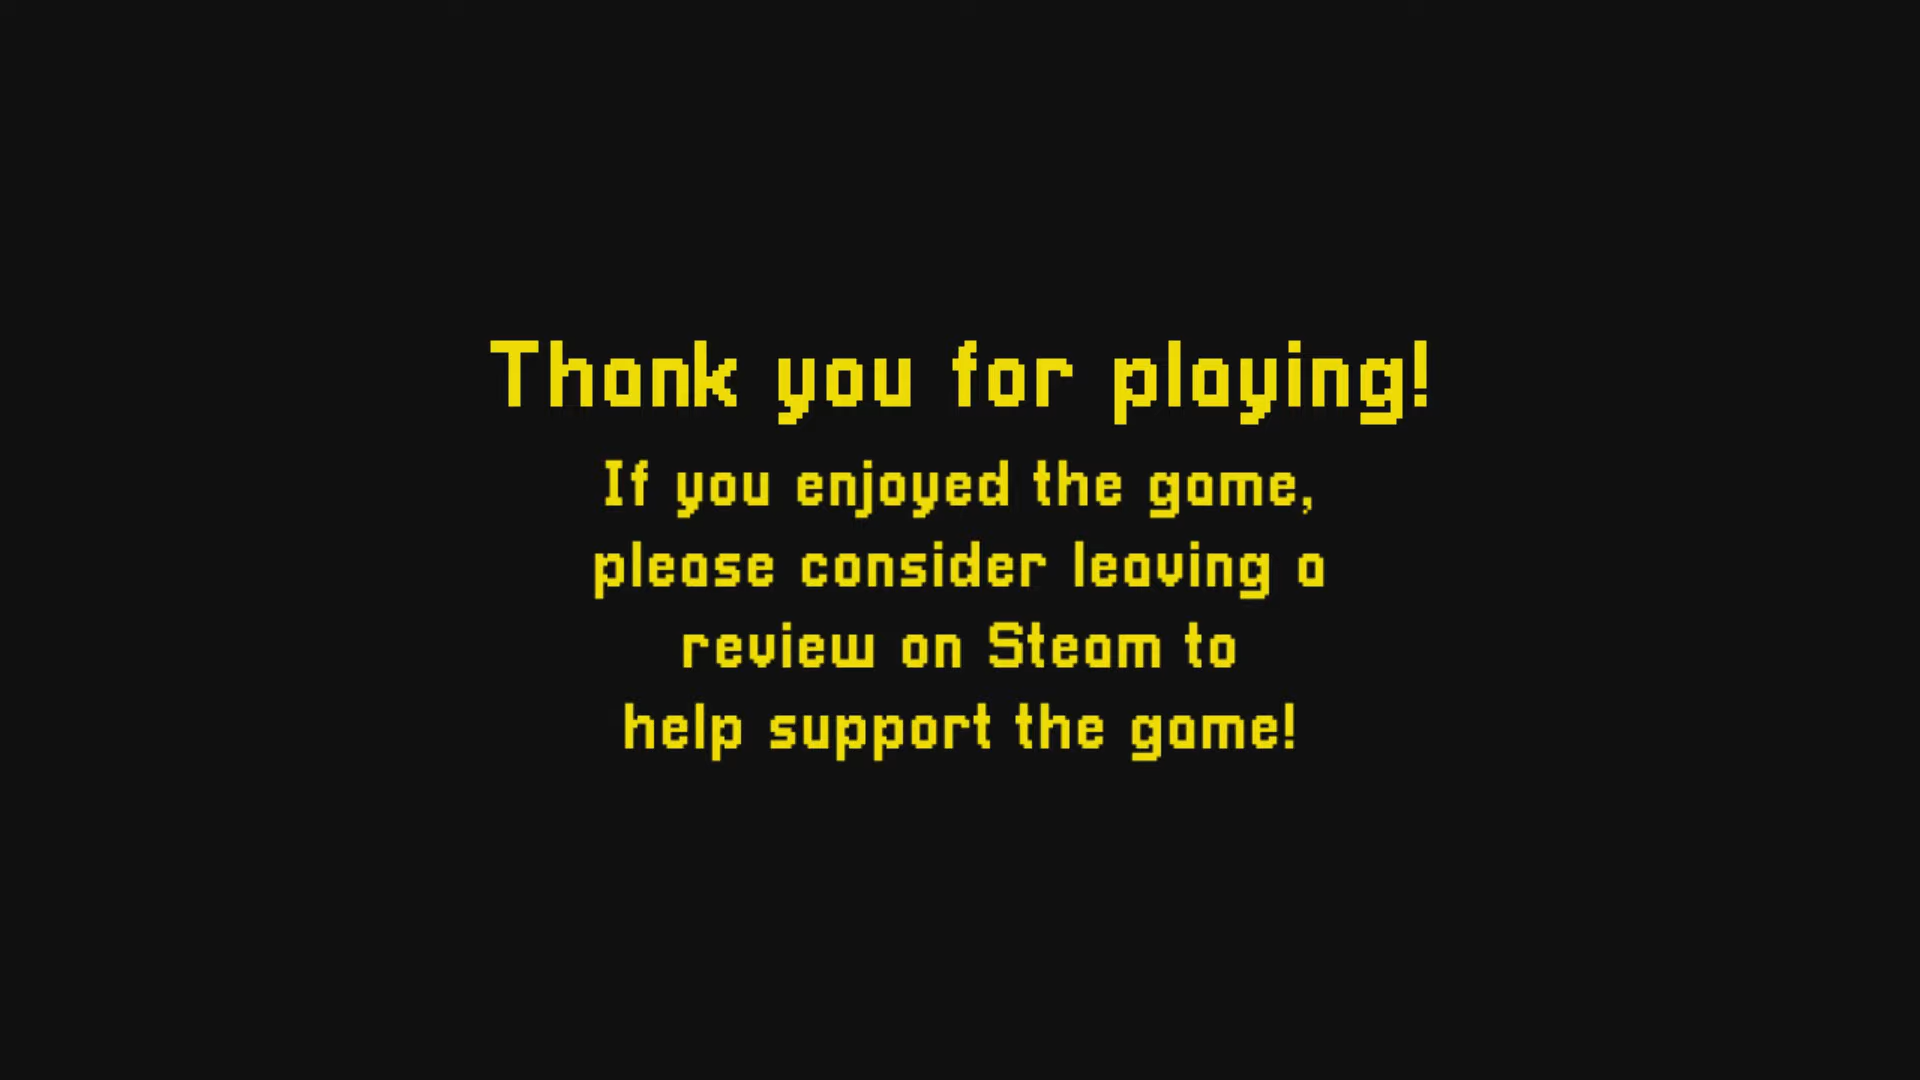 Thank you for playing!
If you enjoyed the game,
please consider leaving a
review on Steam to
help support the game!